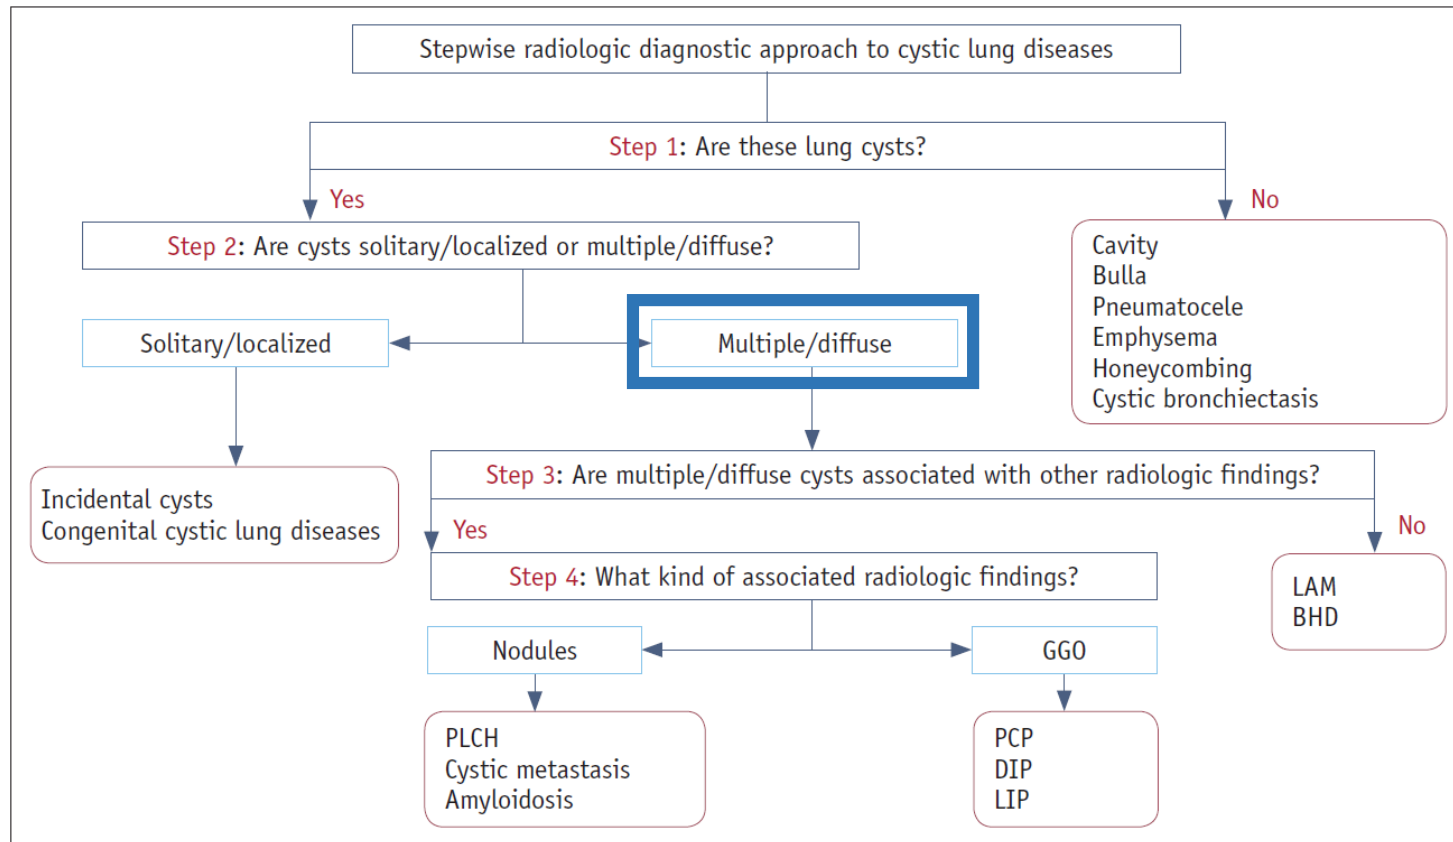 Stepwise radiologic diagnostic approach to cystic lung diseases
Step 1: Are these lung cysts?
Yes
No
Step 2: Are cysts solitary/localized or multiple/diffuse?
Cavity
Bulla
Pneumatocele
Emphysema
Honeycombing
Cystic bronchiectasis
Solitary/localized
Multiple/diffuse
Incidental cysts
Congenital cystic lung diseases
Step 3: Are multiple/diffuse cysts associated with other radiologic findings?
Yes
No
Step 4: What kind of associated radiologic findings?
LAM
BHD
Nodules
GGO
PLCH
Cystic metastasis
Amyloidosis
PCP
DIP
LIP